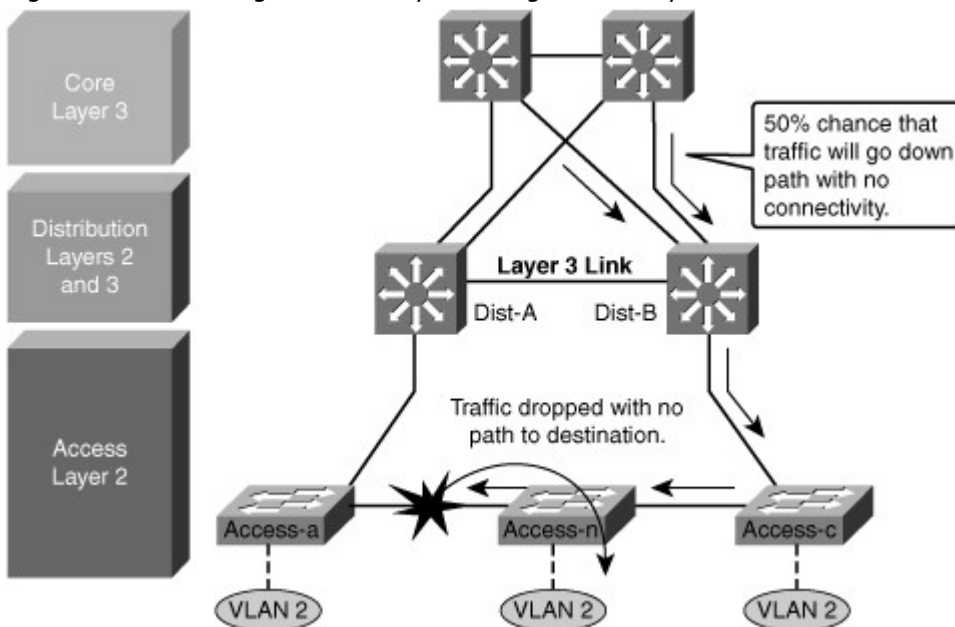 Core
Layer 3
50% chance that
traffic will go down
path with no
connectivity.
Distribution
Layers 2
and 3
Layer 3 Link
Dist-A
Dist-B
Traffic dropped with no
path to destination.
Access
Layer 2
Access-a
Access-n
Access-c
VLAN 2
VLAN 2
VLAN 2